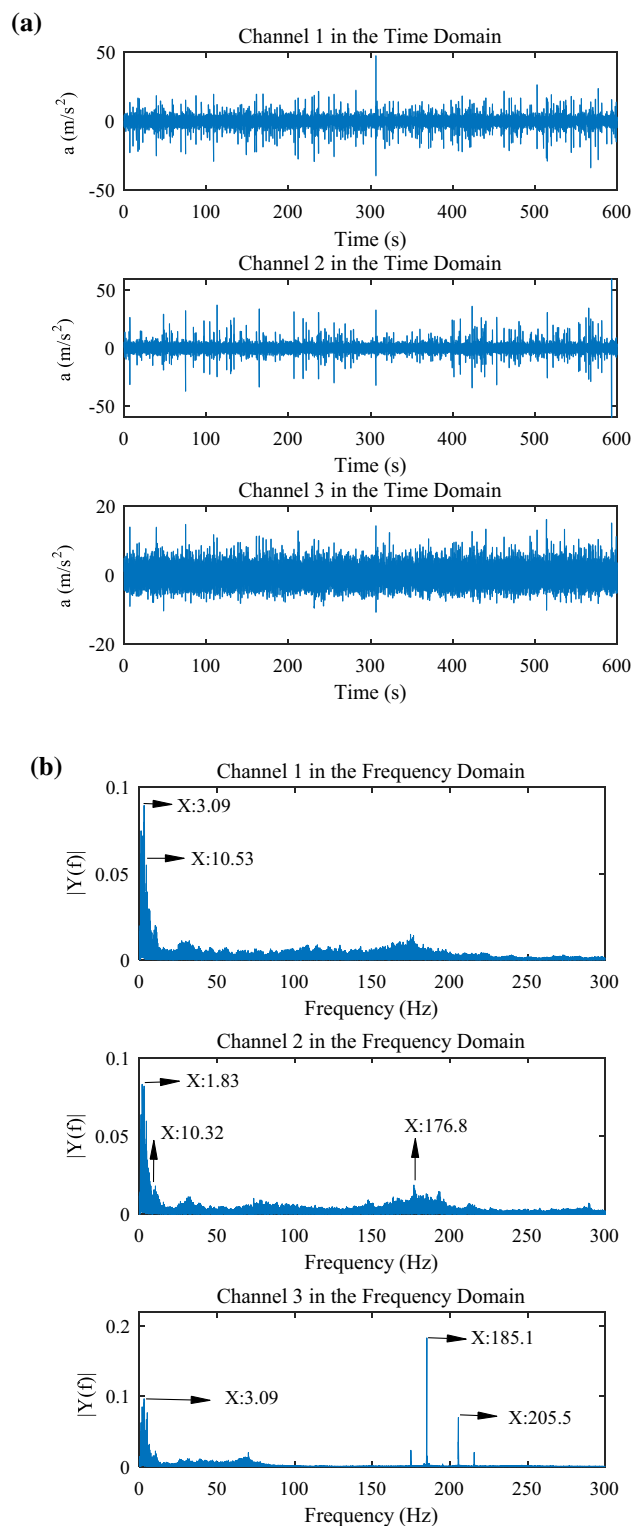 (a)
Channel 1 in the Time Domain
50
0
-50
a (m/s²)
0 100 200 300 400 500 600
Time (s)
Channel 2 in the Time Domain
50
0
-50
a (m/s²)
0 100 200 300 400 500 600
Time (s)
Channel 3 in the Time Domain
20
0
-20
a (m/s²)
0 100 200 300 400 500 600
Time (s)
(b)
Channel 1 in the Frequency Domain
0.1
X:3.09
X:10.53
0.05
0
|Y(f)|
0 50 100 150 200 250 300
Frequency (Hz)
Channel 2 in the Frequency Domain
0.1
X:1.83
X:10.32
X:176.8
0.05
0
|Y(f)|
0 50 100 150 200 250 300
Frequency (Hz)
Channel 3 in the Frequency Domain
0.2
X:185.1
X:3.09
X:205.5
0.1
0
|Y(f)|
0 50 100 150 200 250 300
Frequency (Hz)